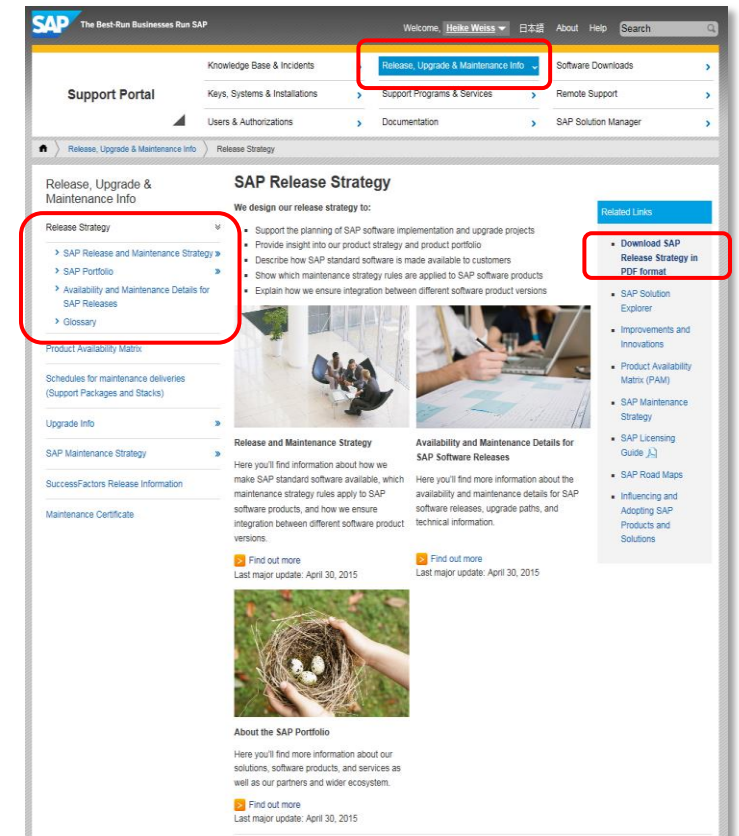 SAP The Best-Run Businesses Run SAP
Welcome, Heike Weiss 日本語 About Help Search
Support Portal
Knowledge Base & Incidents
Release, Upgrade & Maintenance Info
Software Downloads
Keys, Systems & Installations
Support Programs & Services
Remote Support
Users & Authorizations
Documentation
SAP Solution Manager
Release, Upgrade & Maintenance Info
Release Strategy
Release, Upgrade &
Maintenance Info
Release Strategy
SAP Release and Maintenance Strategy
SAP Portfolio
Availability and Maintenance Details for
SAP Releases
Glossary
Product Availability Matrix
Schedules for maintenance deliveries
(Support Packages and Stacks)
Upgrade Info
SAP Maintenance Strategy
SuccessFactors Release Information
Maintenance Certificate
SAP Release Strategy
We design our release strategy to:
Support the planning of SAP software implementation and upgrade projects
Provide insight into our product strategy and product portfolio
Describe how SAP standard software is made available to customers
Show which maintenance strategy rules are applied to SAP software products
Explain how we ensure integration between different software product versions
Release and Maintenance Strategy
Here you'll find information about how we
make SAP standard software available, which
maintenance strategy rules apply to SAP
software products, and how we ensure
integration between different software product
versions.
Find out more
Last major update: April 30, 2015
Availability and Maintenance Details for
SAP Software Releases
Here you'll find more information about the
availability and maintenance details for SAP
software releases, upgrade paths, and
technical information.
Find out more
Last major update: April 30, 2015
About the SAP Portfolio
Here you'll find more information about our
solutions, software products, and services as
well as our partners and wider ecosystem.
Find out more
Last major update: April 30, 2015
Related Links
Download SAP
Release Strategy in
PDF format
SAP Solution
Explorer
Improvements and
Innovations
Product Availability
Matrix (PAM)
SAP Maintenance
Strategy
SAP Licensing
Guide
SAP Road Maps
Influencing and
Adopting SAP
Products and
Solutions